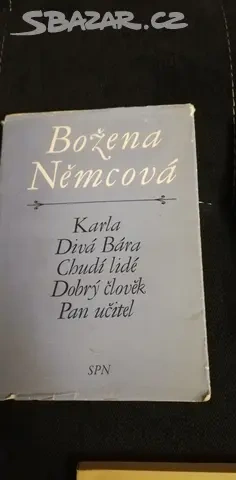 SBAZAR.CZ
Božena
Němcová
Karla
Divá Bára
Chudí lidé
Dobrý člověk
Pan učitel
SPN